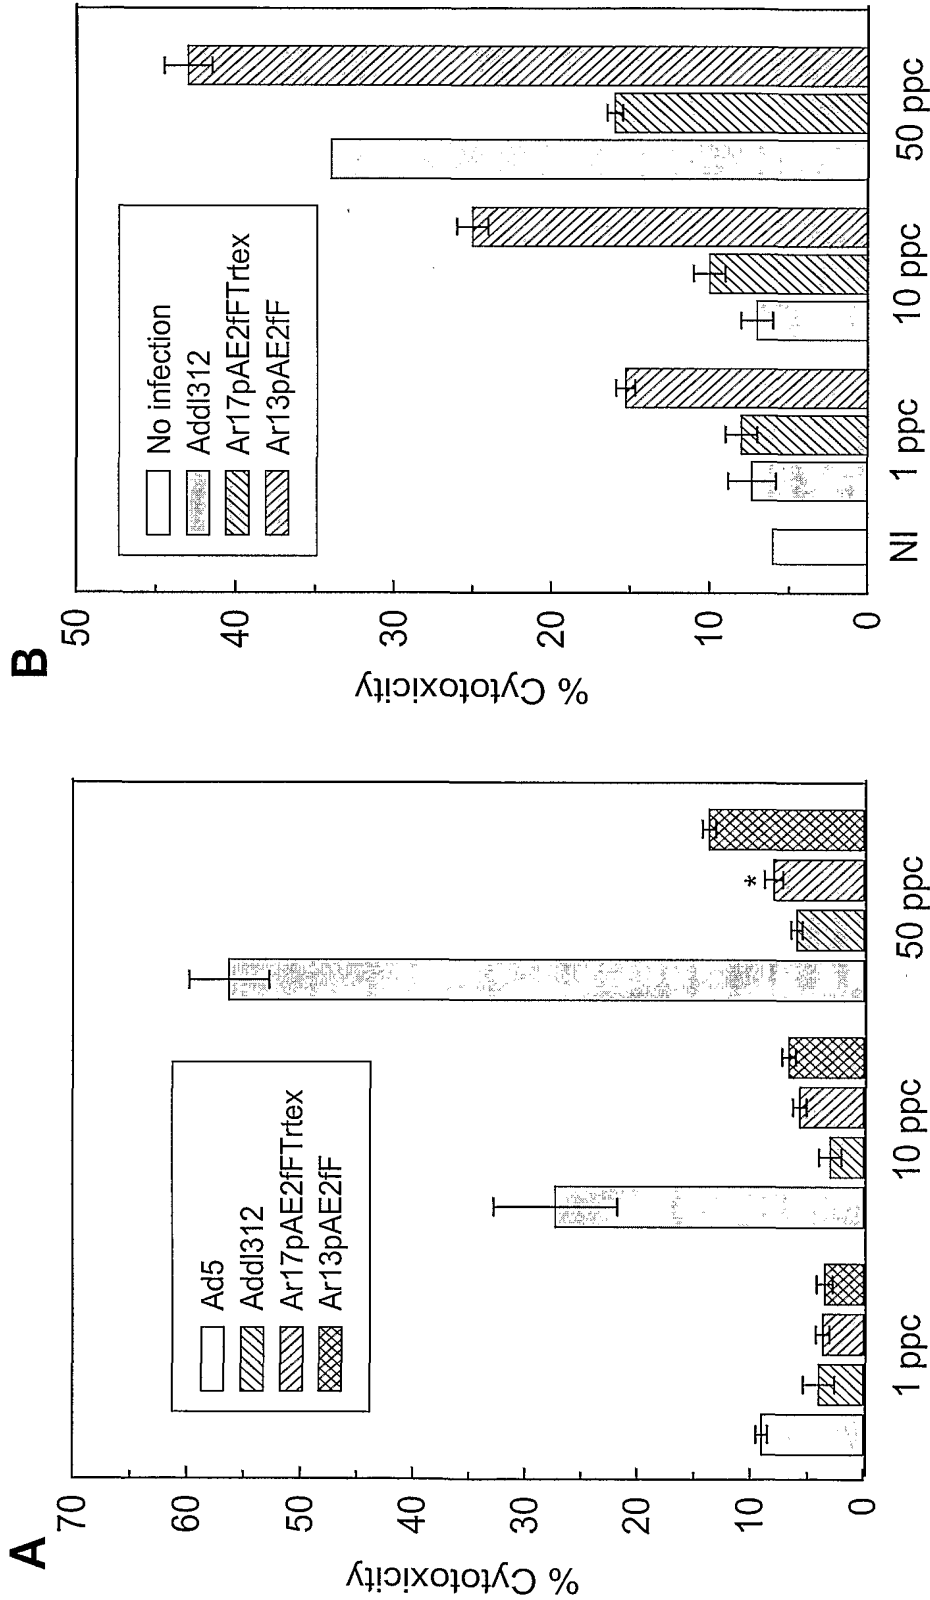 A
% Cytotoxicity
70
60
50
40
30
20
10
0
Ad5
Addl312
Ar17pAE2fFTrtex
Ar13pAE2fF
*
1 ppc
10 ppc
50 ppc
B
% Cytotoxicity
50
40
30
20
10
0
No infection
Addl312
Ar17pAE2fFTrtex
Ar13pAE2fF
NI
1 ppc
10 ppc
50 ppc